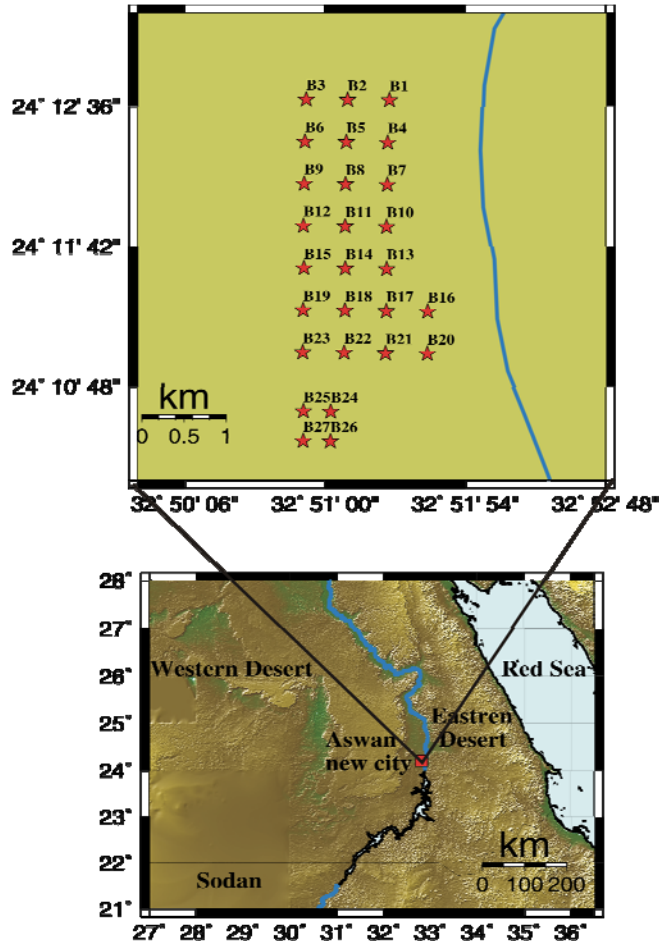 B3 B2 B1
24° 12' 36"
B6 B5 B4
B9 B8 B7
B12 B11 B10
24° 11' 42"
B15 B14 B13
B19 B18 B17 B16
B23 B22 B21 B20
24° 10' 48"
km
B25 B24
0 0.5 1
B27 B26
32° 50' 06" 32° 51' 00" 32° 51' 54" 32° 52' 48"
28°
27°
Western Desert
Red Sea
26°
25°
Eastren
Desert
Aswan
new city
24°
23°
km
22°
0 100 200
Sodan
21°
27° 28° 29° 30° 31° 32° 33° 34° 35° 36°